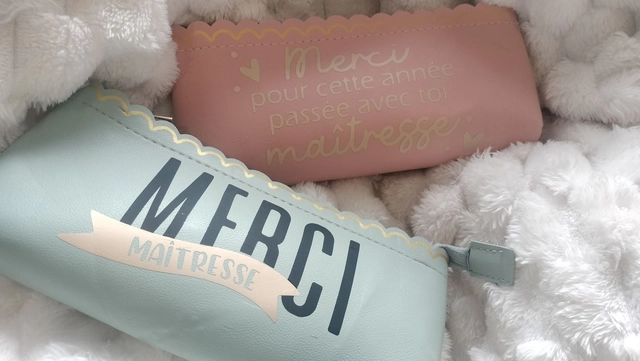 Merci
pour cette année
passée avec toi
maîtresse
MERCI
MAÎTRESSE